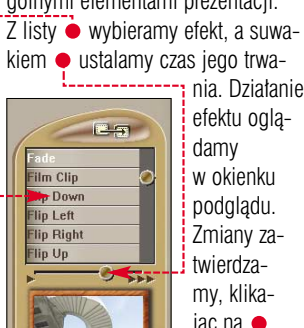 gólnymi elementami prezentacji.
Z listy wybieramy efekt, a suwa-
kiem ustalamy czas jego trwa-
nia. Działanie
efektu oglą-
damy
w okienku
podglądu.
Zmiany za-
twierdza-
my, klika-
jąc na
Fade
Film Clip
Flip Down
Flip Left
Flip Right
Flip Up